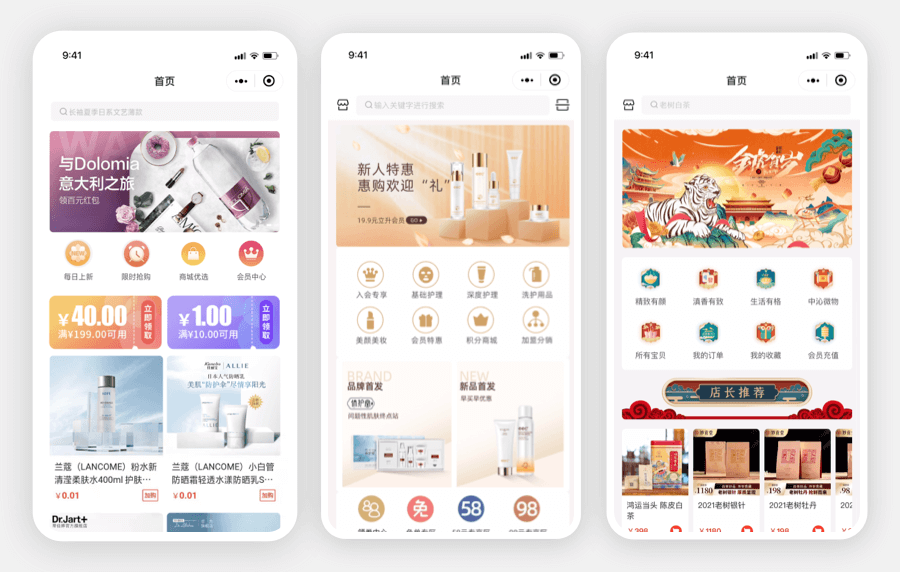 9:41
首页
长袖夏季日系文艺薄款
与Dolomia
意大利之旅
领百元红包
每日上新
限时抢购
商城优选
会员中心
¥40.00
满¥199.00可用
立即领取
¥1.00
满¥10.00可用
立即领取
ALLIE
日本人气防晒乳
美肌“防护伞”尽情享阳光
兰蔻（LANCOME）粉水新
清滢柔肤水400ml 护肤…
¥0.01
加购
兰蔻（LANCOME）小白管
防晒霜轻透水漾防晒乳S…
¥0.01
加购
Dr.Jart+
9:41
首页
输入关键字进行搜索
新人特惠
惠购欢迎“礼”
19.9元立升会员
GO
入会专享
基础护理
深度护理
洗护用品
美颜美妆
会员特惠
积分商城
加盟分销
BRAND
品牌首发
问题性肌肤终点站
NEW
新品首发
早买早优惠
免
58
98
9:41
首页
老树白茶
精致有颜
滇香有致
生活有格
中沁微物
所有宝贝
我的订单
我的收藏
会员充值
店长推荐
鸿运当头 陈皮白
茶
¥398
¥1180
2021老树银针
¥1180
¥198
2021老树牡丹
¥198
¥198
202